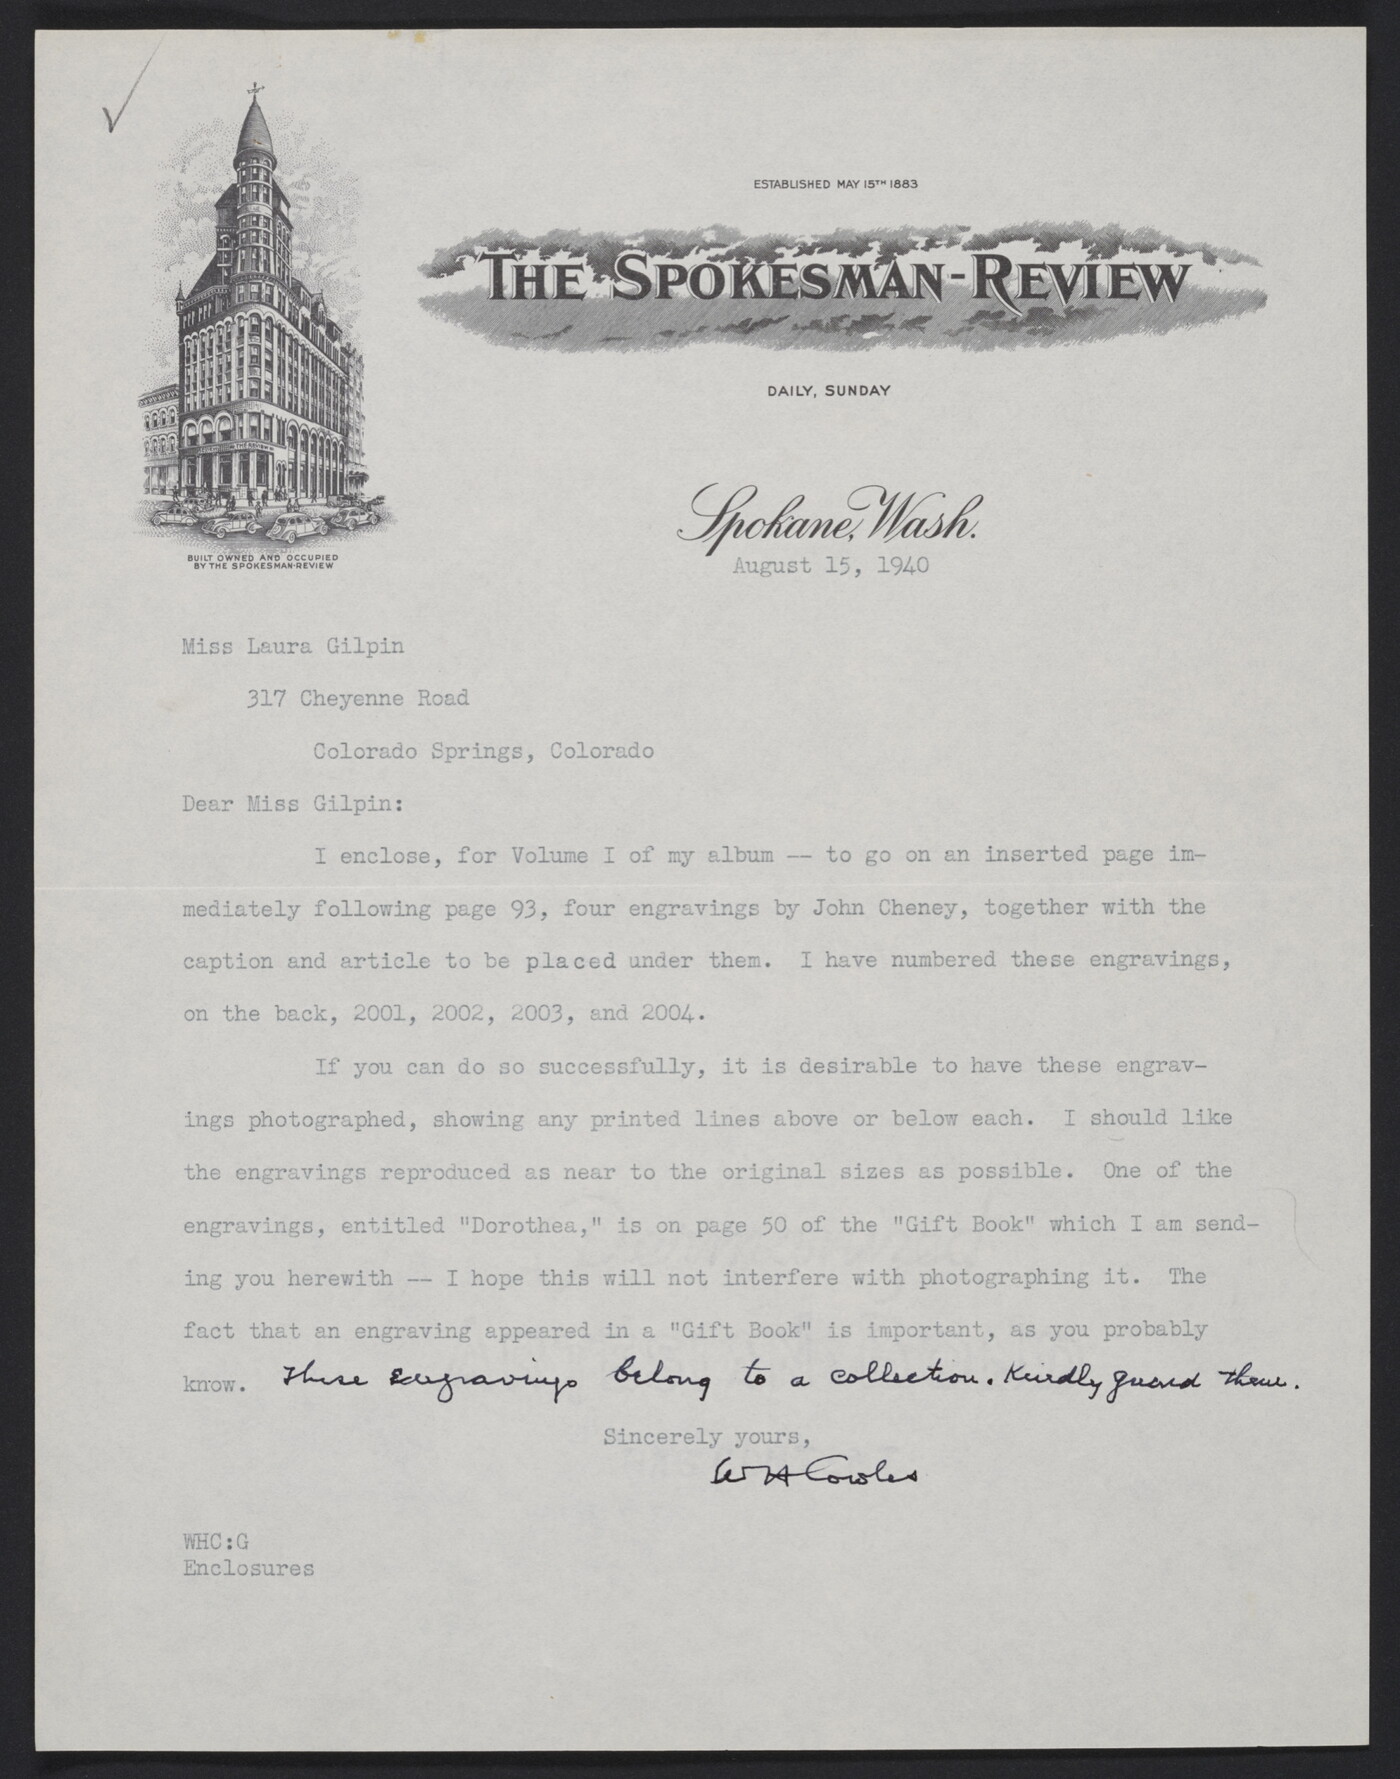 ESTABLISHED MAY 15TH 1883
THE SPOKESMAN-REVIEW
DAILY, SUNDAY
BUILT OWNED AND OCCUPIED
BY THE SPOKESMAN-REVIEW
Spokane, Wash.
August 15, 1940
Miss Laura Gilpin
317 Cheyenne Road
Colorado Springs, Colorado
Dear Miss Gilpin:
I enclose, for Volume I of my album -- to go on an inserted page im-
mediately following page 93, four engravings by John Cheney, together with the
caption and article to be placed under them. I have numbered these engravings,
on the back, 2001, 2002, 2003, and 2004.
If you can do so successfully, it is desirable to have these engrav-
ings photographed, showing any printed lines above or below each. I should like
the engravings reproduced as near to the original sizes as possible. One of the
engravings, entitled "Dorothea," is on page 50 of the "Gift Book" which I am send-
ing you herewith -- I hope this will not interfere with photographing it. The
fact that an engraving appeared in a "Gift Book" is important, as you probably
know. These engravings belong to a collection. Kindly guard them.
Sincerely yours,
WH Cowles
WHC:G
Enclosures